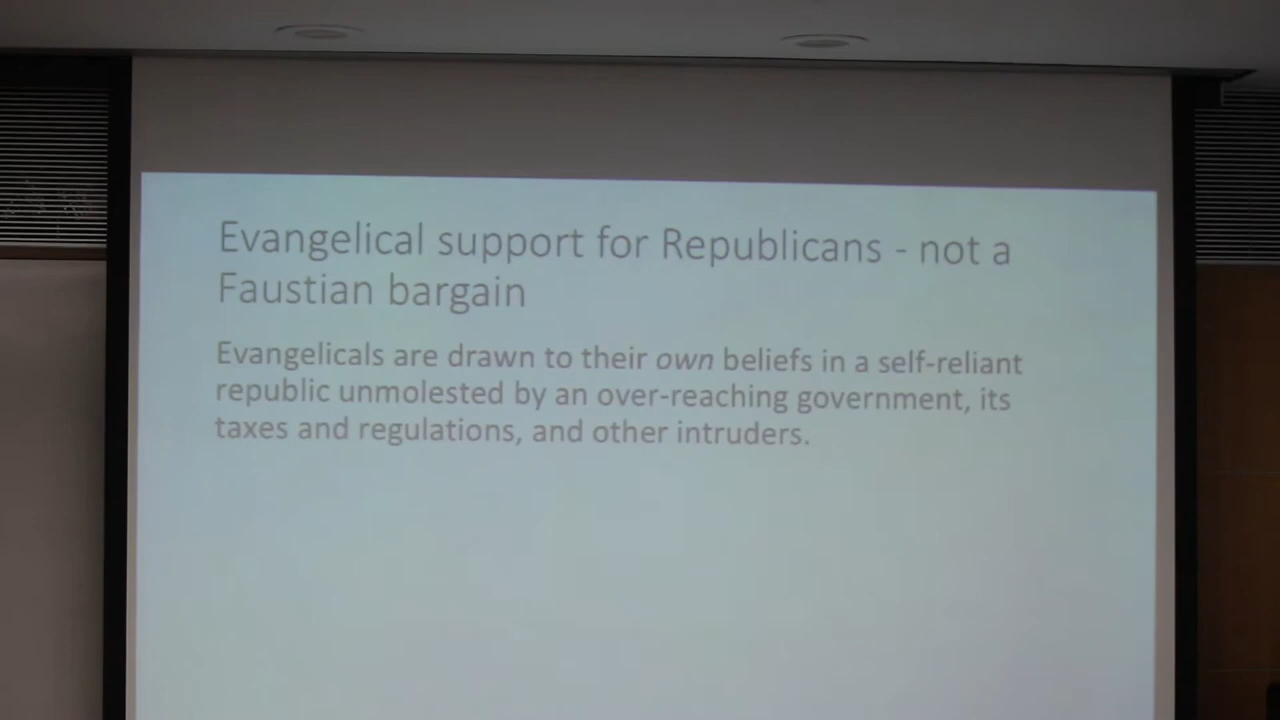 Evangelical support for Republicans - not a
Faustian bargain
Evangelicals are drawn to their own beliefs in a self-reliant
republic unmolested by an over-reaching government, its
taxes and regulations, and other intruders.